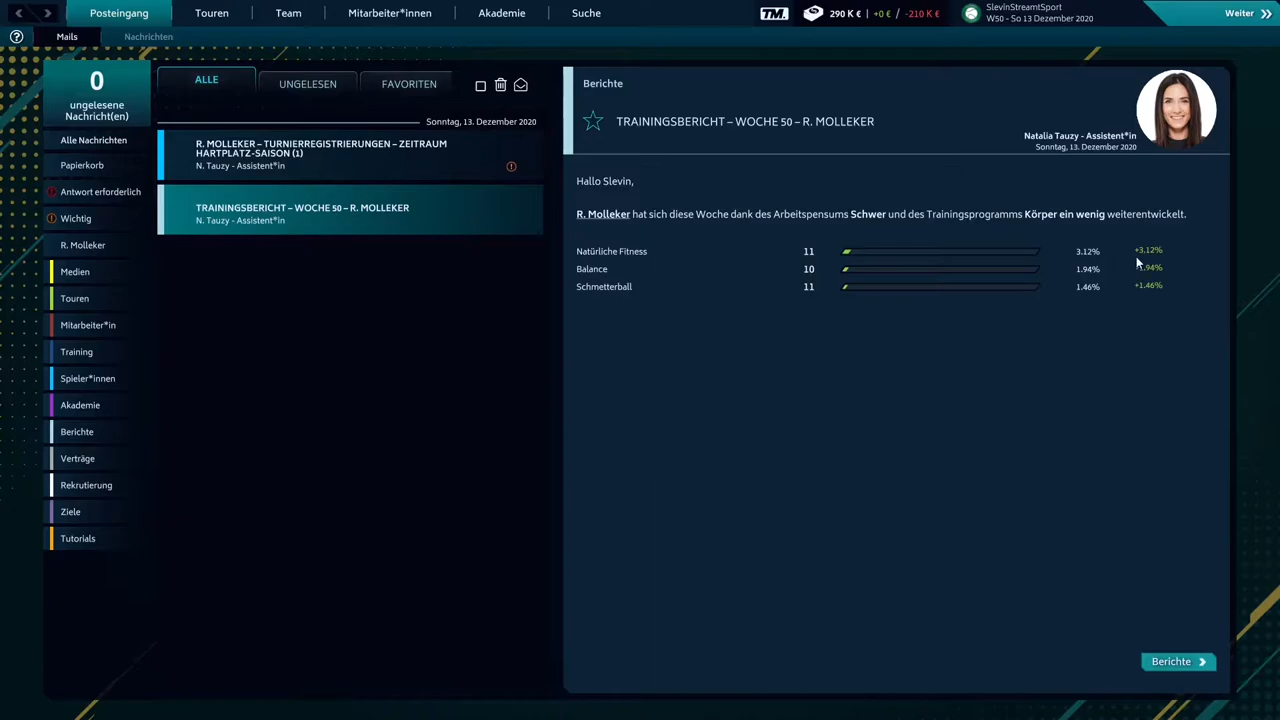 Posteingang
Touren
Team
Mitarbeiter*innen
Akademie
Suche
TM.
290 K € | +0 € / -210 K €
SlevinStreamtSport
W50 - So 13 Dezember 2020
Weiter
?
Mails
Nachrichten
0
ungelesene
Nachricht(en)
Alle Nachrichten
Papierkorb
Antwort erforderlich
Wichtig
R. Molleker
Medien
Touren
Mitarbeiter*in
Training
Spieler*innen
Akademie
Berichte
Verträge
Rekrutierung
Ziele
Tutorials
ALLE
UNGELESEN
FAVORITEN
Sonntag, 13. Dezember 2020
R. MOLLEKER – TURNIERREGISTRIERUNGEN – ZEITRAUM
HARTPLATZ-SAISON (1)
N. Tauzy - Assistent*in
TRAININGSBERICHT – WOCHE 50 – R. MOLLEKER
N. Tauzy - Assistent*in
Berichte
TRAININGSBERICHT – WOCHE 50 – R. MOLLEKER
Natalia Tauzy - Assistent*in
Sonntag, 13. Dezember 2020
Hallo Slevin,
R. Molleker hat sich diese Woche dank des Arbeitspensums Schwer und des Trainingsprogramms Körper ein wenig weiterentwickelt.
Natürliche Fitness 11 3.12% +3.12%
Balance 10 1.94% +1.94%
Schmetterball 11 1.46% +1.46%
Berichte